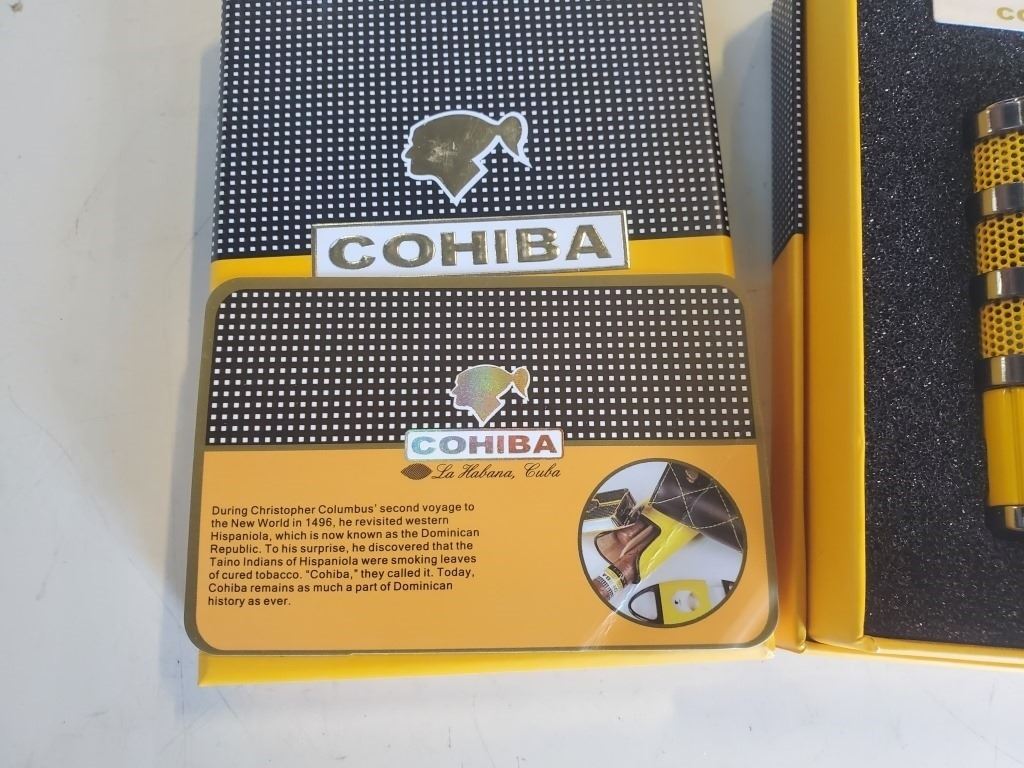 COHIBA
COHIBA
La Habana, Cuba
During Christopher Columbus' second voyage to
the New World in 1496, he revisited western
Hispaniola, which is now known as the Dominican
Republic. To his surprise, he discovered that the
Taino Indians of Hispaniola were smoking leaves
of cured tobacco. "Cohiba," they called it. Today,
Cohiba remains as much a part of Dominican
history as ever.
CO